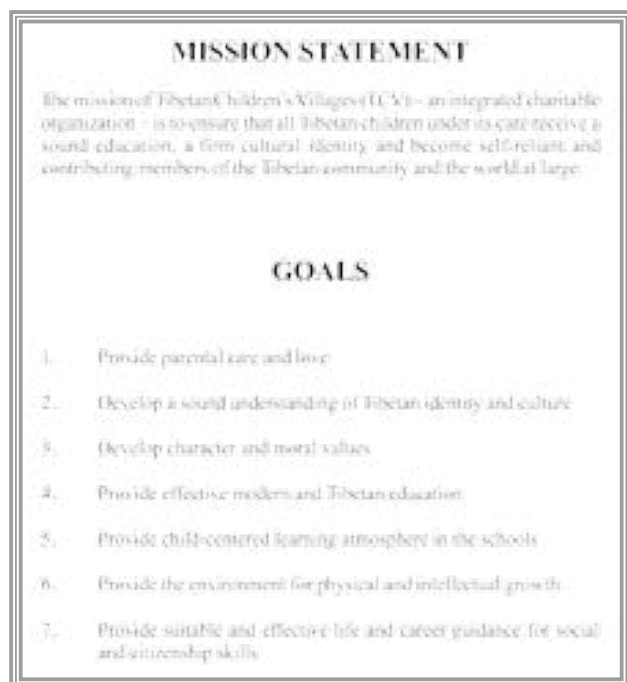 MISSION STATEMENT
The mission of Tibetan Children's Villages (TCV) – an integrated charitable
organization – is to ensure that all Tibetan children under its care receive a
sound education, a firm cultural identity and become self-reliant and
contributing members of the Tibetan community and the world at large.
GOALS
1. Provide parental care and love
2. Develop a sound understanding of Tibetan identity and culture
3. Develop character and moral values
4. Provide effective modern and Tibetan education
5. Provide child-centered learning atmosphere in the schools
6. Provide the environment for physical and intellectual growth
7. Provide suitable and effective life and career guidance for social
and citizenship skills.